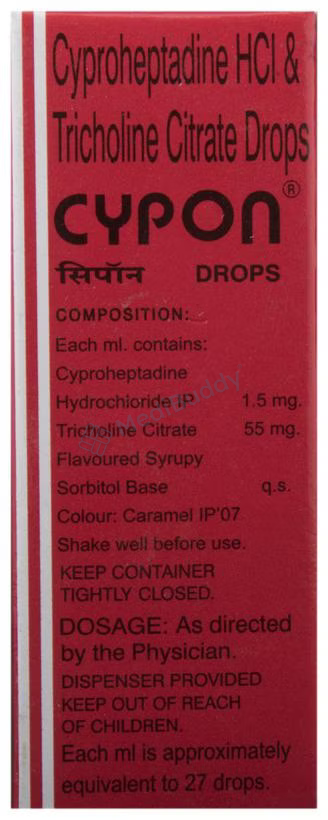 Cyproheptadine HCl &
Tricholine Citrate Drops
CYPON®
सिपॉन DROPS
COMPOSITION:
Each ml. contains:
Cyproheptadine
Hydrochloride IP 1.5 mg.
Tricholine Citrate 55 mg.
Flavoured Syrupy
Sorbitol Base q.s.
Colour: Caramel IP'07
Shake well before use.
KEEP CONTAINER
TIGHTLY CLOSED.
DOSAGE: As directed
by the Physician.
DISPENSER PROVIDED
KEEP OUT OF REACH
OF CHILDREN.
Each ml is approximately
equivalent to 27 drops.
MediBuddy